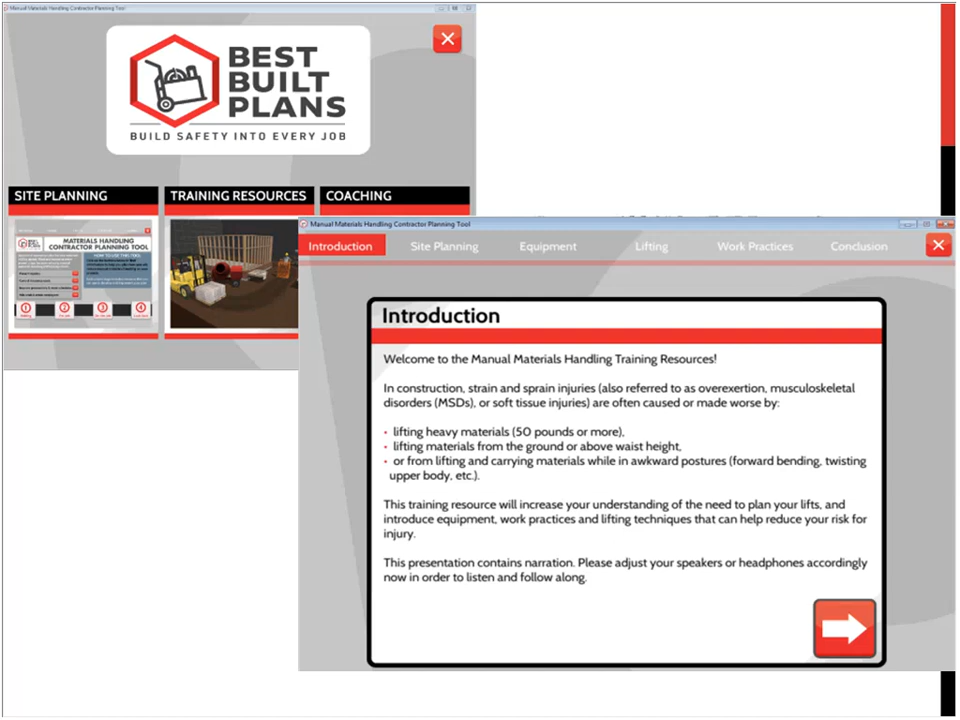 Manual Materials Handling Contractor Planning Tool
BEST
BUILT
PLANS
BUILD SAFETY INTO EVERY JOB
SITE PLANNING
TRAINING RESOURCES
COACHING
MATERIALS HANDLING
CONTRACTOR PLANNING TOOL
HOW TO USE THIS TOOL
Manual Materials Handling Contractor Planning Tool
Introduction
Site Planning
Equipment
Lifting
Work Practices
Conclusion
Introduction
Welcome to the Manual Materials Handling Training Resources!
In construction, strain and sprain injuries (also referred to as overexertion, musculoskeletal
disorders (MSDs), or soft tissue injuries) are often caused or made worse by:
• lifting heavy materials (50 pounds or more),
• lifting materials from the ground or above waist height,
• or from lifting and carrying materials while in awkward postures (forward bending, twisting
upper body, etc.).
This training resource will increase your understanding of the need to plan your lifts, and
introduce equipment, work practices and lifting techniques that can help reduce your risk for
injury.
This presentation contains narration. Please adjust your speakers or headphones accordingly
now in order to listen and follow along.